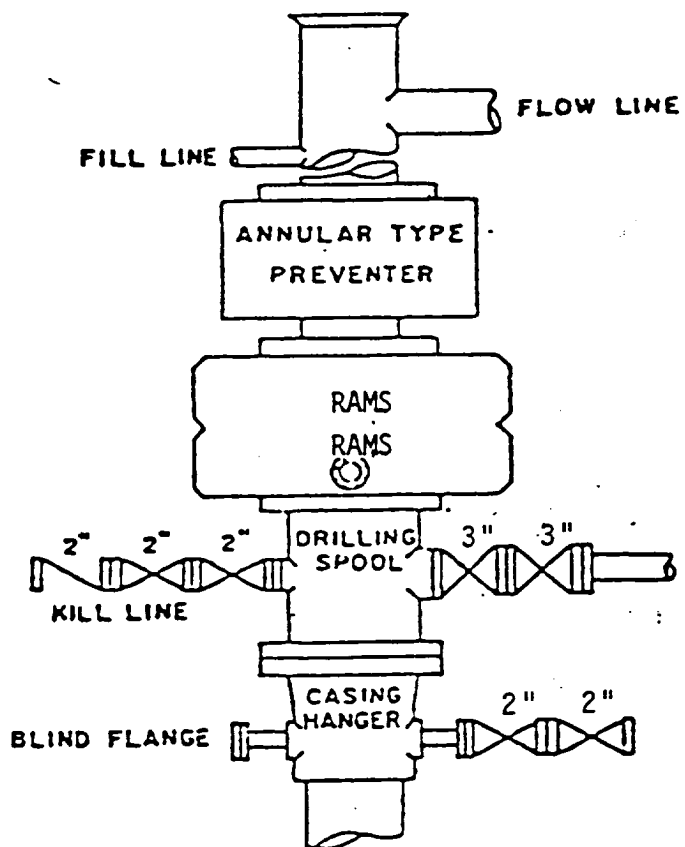 FLOW LINE
FILL LINE
ANNULAR TYPE
PREVENTER
RAMS
RAMS
DRILLING
SPOOL
2" 2" 2"
3" 3"
KILL LINE
CASING
HANGER
2" 2"
BLIND FLANGE